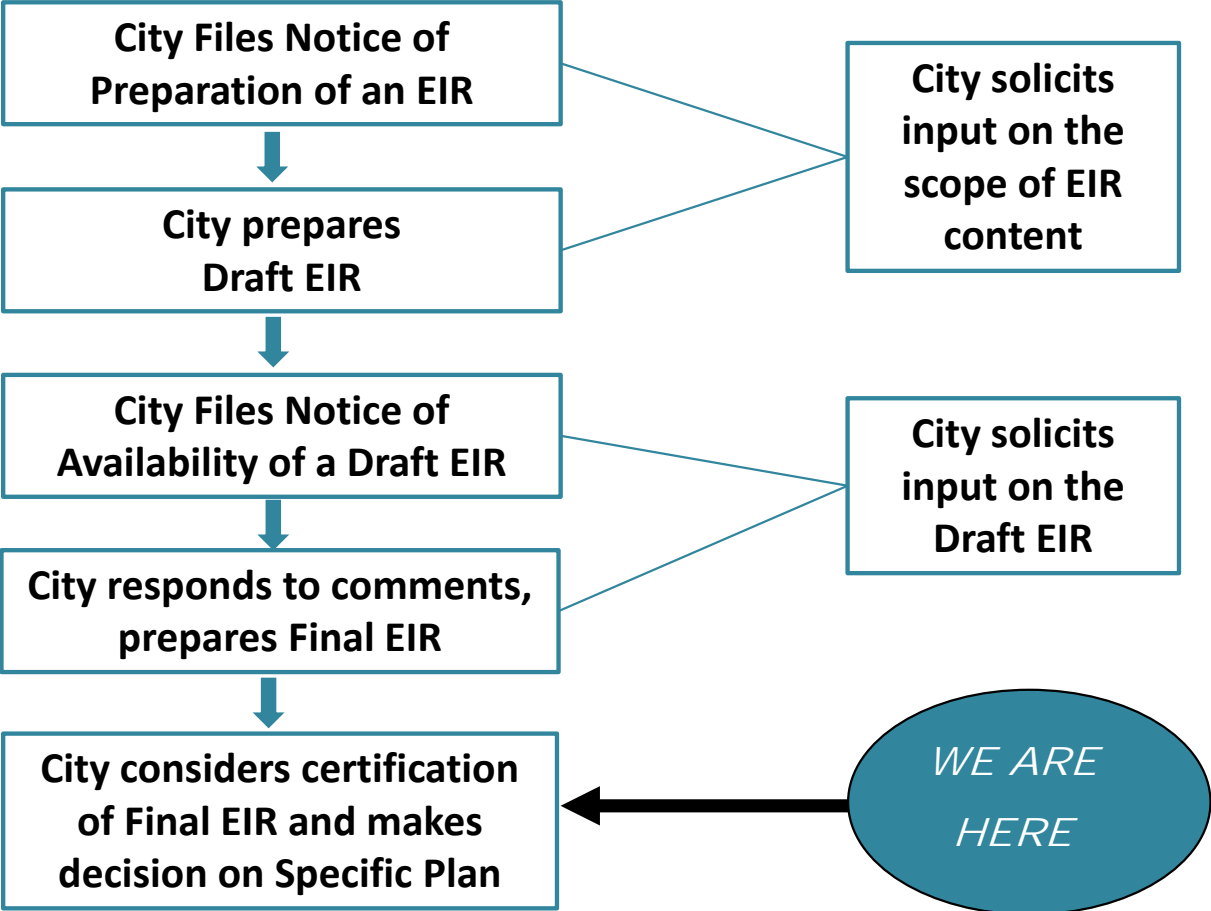 City Files Notice of
Preparation of an EIR
City solicits
input on the
scope of EIR
content
City prepares
Draft EIR
City Files Notice of
Availability of a Draft EIR
City solicits
input on the
Draft EIR
City responds to comments,
prepares Final EIR
City considers certification
of Final EIR and makes
decision on Specific Plan
WE ARE
HERE